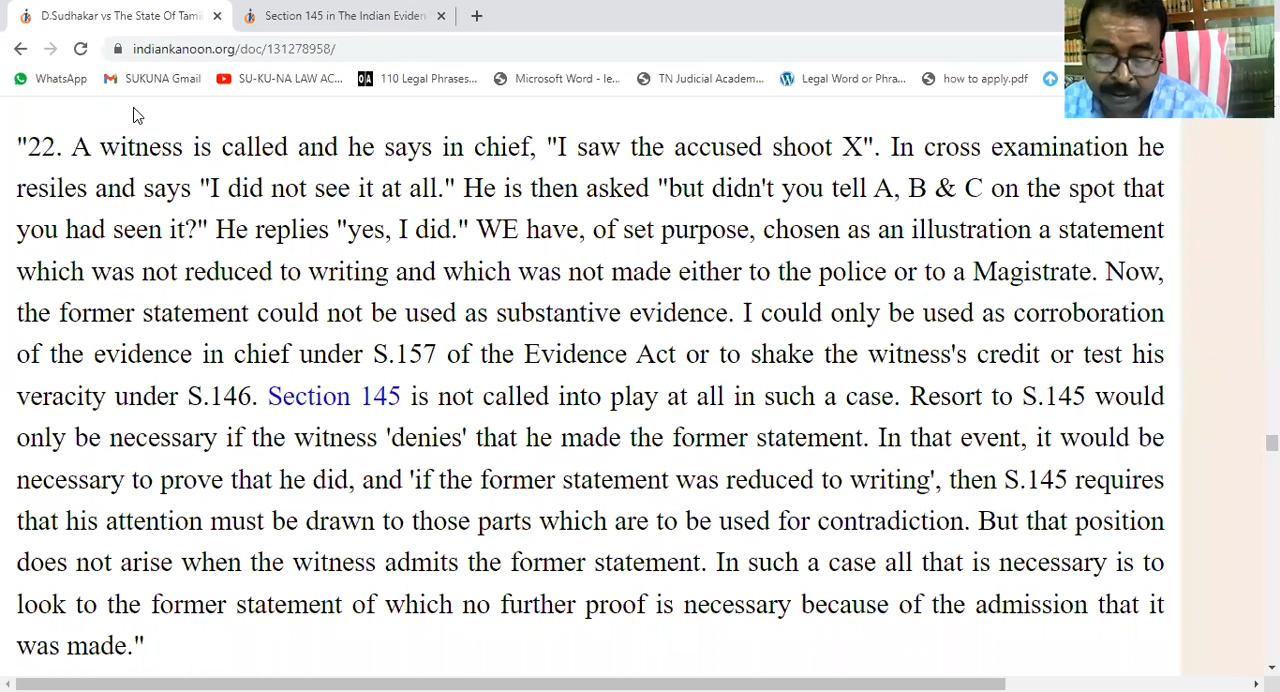 D.Sudhakar vs The State Of Tami
Section 145 in The Indian Eviden
indiankanoon.org/doc/131278958/
WhatsApp SUKUNA Gmail SU-KU-NA LAW AC... OA 110 Legal Phrases... Microsoft Word - le... TN Judicial Academ... Legal Word or Phra... how to apply.pdf
"22. A witness is called and he says in chief, "I saw the accused shoot X". In cross examination he
resiles and says "I did not see it at all." He is then asked "but didn't you tell A, B & C on the spot that
you had seen it?" He replies "yes, I did." WE have, of set purpose, chosen as an illustration a statement
which was not reduced to writing and which was not made either to the police or to a Magistrate. Now,
the former statement could not be used as substantive evidence. I could only be used as corroboration
of the evidence in chief under S.157 of the Evidence Act or to shake the witness's credit or test his
veracity under S.146. Section 145 is not called into play at all in such a case. Resort to S.145 would
only be necessary if the witness 'denies' that he made the former statement. In that event, it would be
necessary to prove that he did, and 'if the former statement was reduced to writing', then S.145 requires
that his attention must be drawn to those parts which are to be used for contradiction. But that position
does not arise when the witness admits the former statement. In such a case all that is necessary is to
look to the former statement of which no further proof is necessary because of the admission that it
was made."